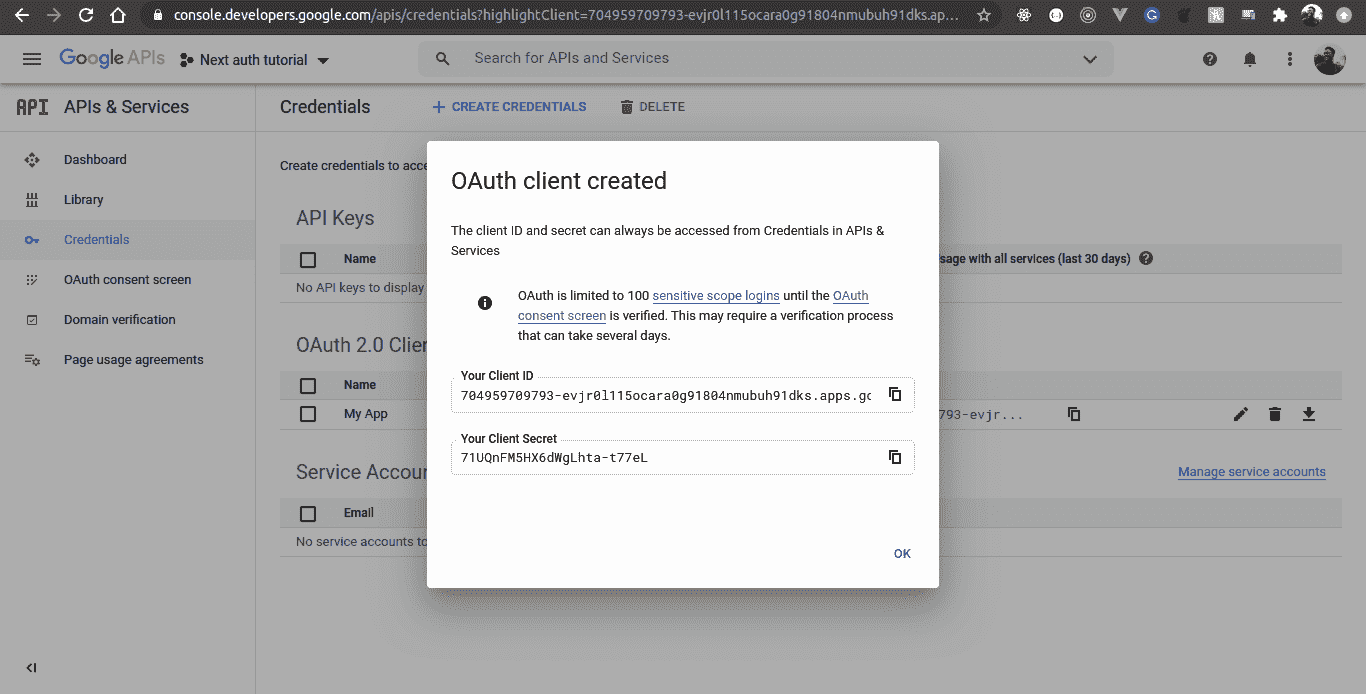 console.developers.google.com/apis/credentials?highlightClient=704959709793-evjr0l115ocara0g91804nmubuh91dks.ap...
Google APIs
Next auth tutorial
Search for APIs and Services
API
APIs & Services
Credentials
CREATE CREDENTIALS
DELETE
Dashboard
Library
Credentials
OAuth consent screen
Domain verification
Page usage agreements
Create credentials to acce
API Keys
Name
sage with all services (last 30 days)
No API keys to display
OAuth 2.0 Clien
Name
My App
793-evjr...
Service Accoun
Manage service accounts
Email
No service accounts to
OAuth client created
The client ID and secret can always be accessed from Credentials in APIs &
Services
OAuth is limited to 100 sensitive scope logins until the OAuth
consent screen is verified. This may require a verification process
that can take several days.
Your Client ID
704959709793-evjr0l115ocara0g91804nmubuh91dks.apps.gc
Your Client Secret
71UQnFM5HX6dWgLhta-t77eL
OK